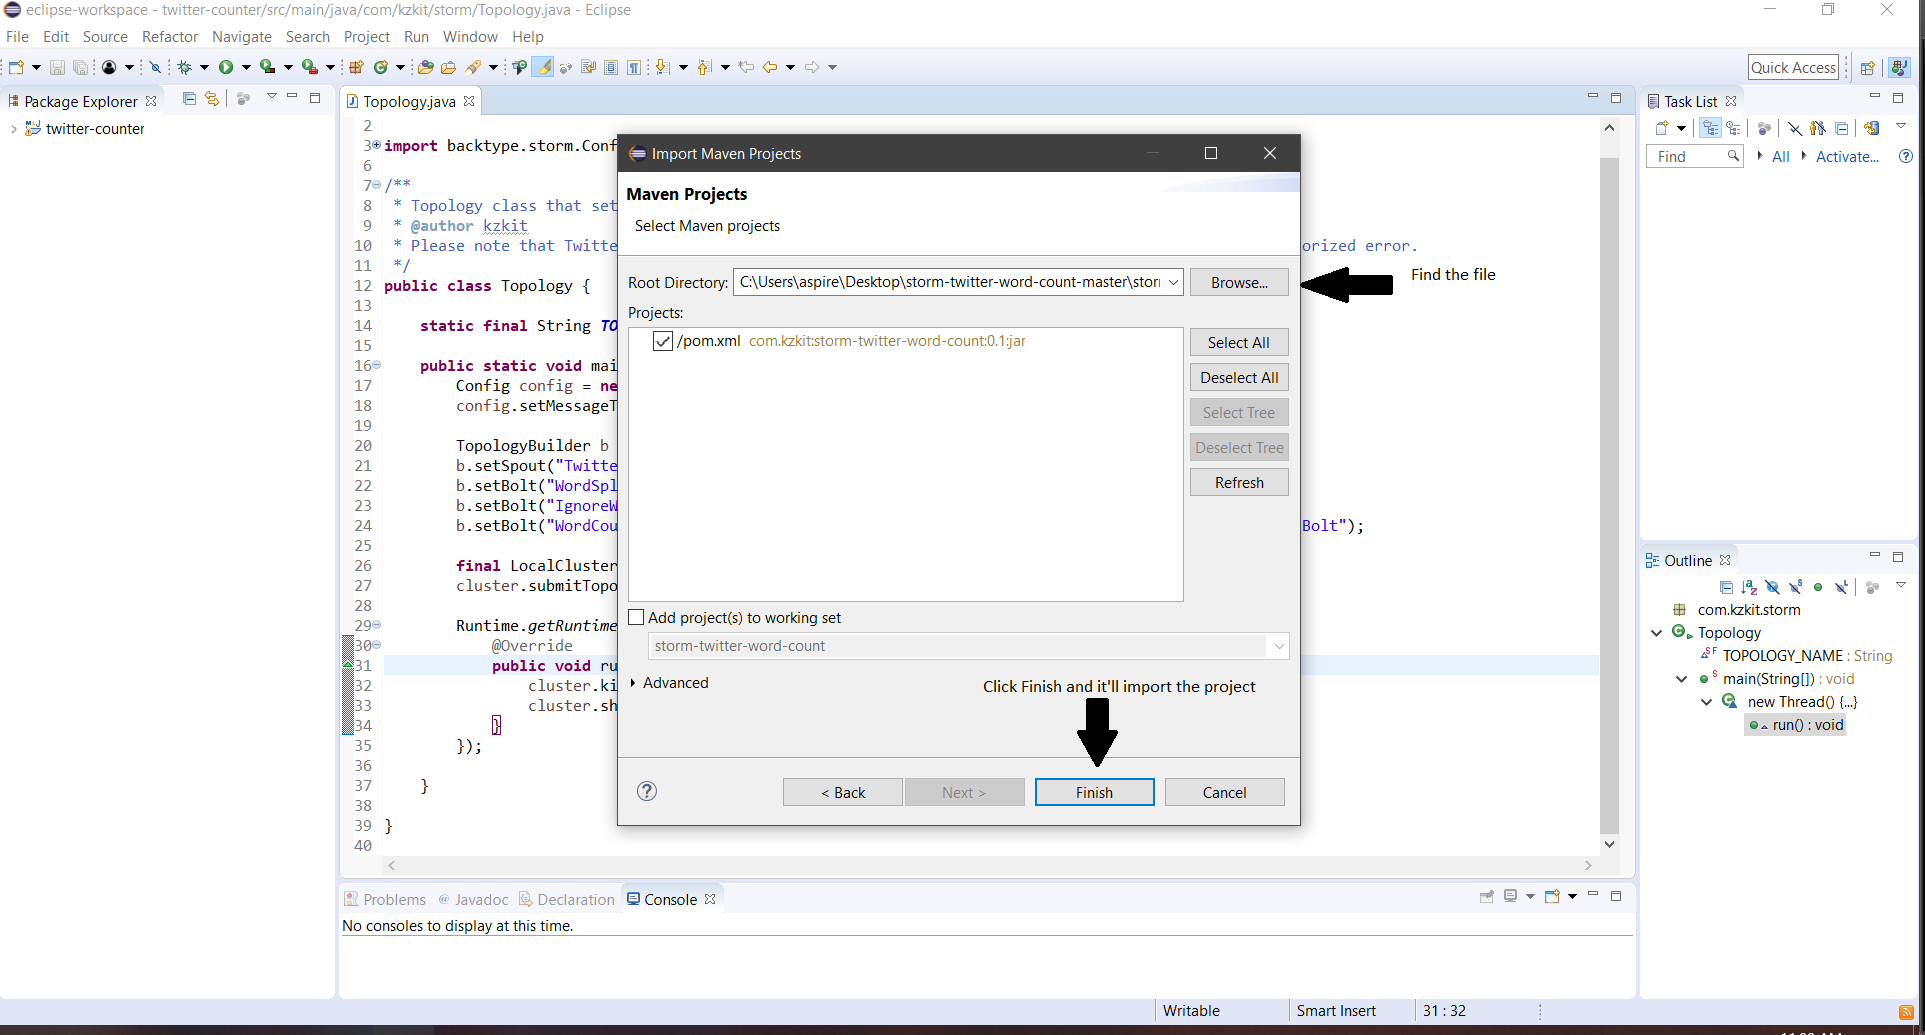 eclipse-workspace - twitter-counter/src/main/java/com/kzkit/storm/Topology.java - Eclipse
File Edit Source Refactor Navigate Search Project Run Window Help
Quick Access
Package Explorer
twitter-counter
Topology.java
2
3 import backtype.storm.Conf
6
7 /**
8 * Topology class that set
9 * @author kzkit
10 * Please note that Twitte orized error.
11 */
12 public class Topology {
13
14 static final String TO
15
16 public static void mai
17 Config config = ne
18 config.setMessageT
19
20 TopologyBuilder b
21 b.setSpout("Twitte
22 b.setBolt("WordSpl
23 b.setBolt("IgnoreW
24 b.setBolt("WordCou Bolt");
25
26 final LocalCluster
27 cluster.submitTopo
28
29 Runtime.getRuntime
30 @Override
31 public void ru
32 cluster.ki
33 cluster.sh
34 }
35 });
36
37 }
38
39 }
40
Import Maven Projects
Maven Projects
Select Maven projects
Root Directory: C:\Users\aspire\Desktop\storm-twitter-word-count-master\stor Browse...
Find the file
Projects:
/pom.xml com.kzkit:storm-twitter-word-count:0.1:jar
Select All
Deselect All
Select Tree
Deselect Tree
Refresh
Add project(s) to working set
storm-twitter-word-count
Advanced
Click Finish and it'll import the project
< Back Next > Finish Cancel
Problems @ Javadoc Declaration Console
No consoles to display at this time.
Task List
Find All Activate...
Outline
com.kzkit.storm
Topology
TOPOLOGY_NAME : String
main(String[]) : void
new Thread() {...}
run() : void
Writable Smart Insert 31 : 32